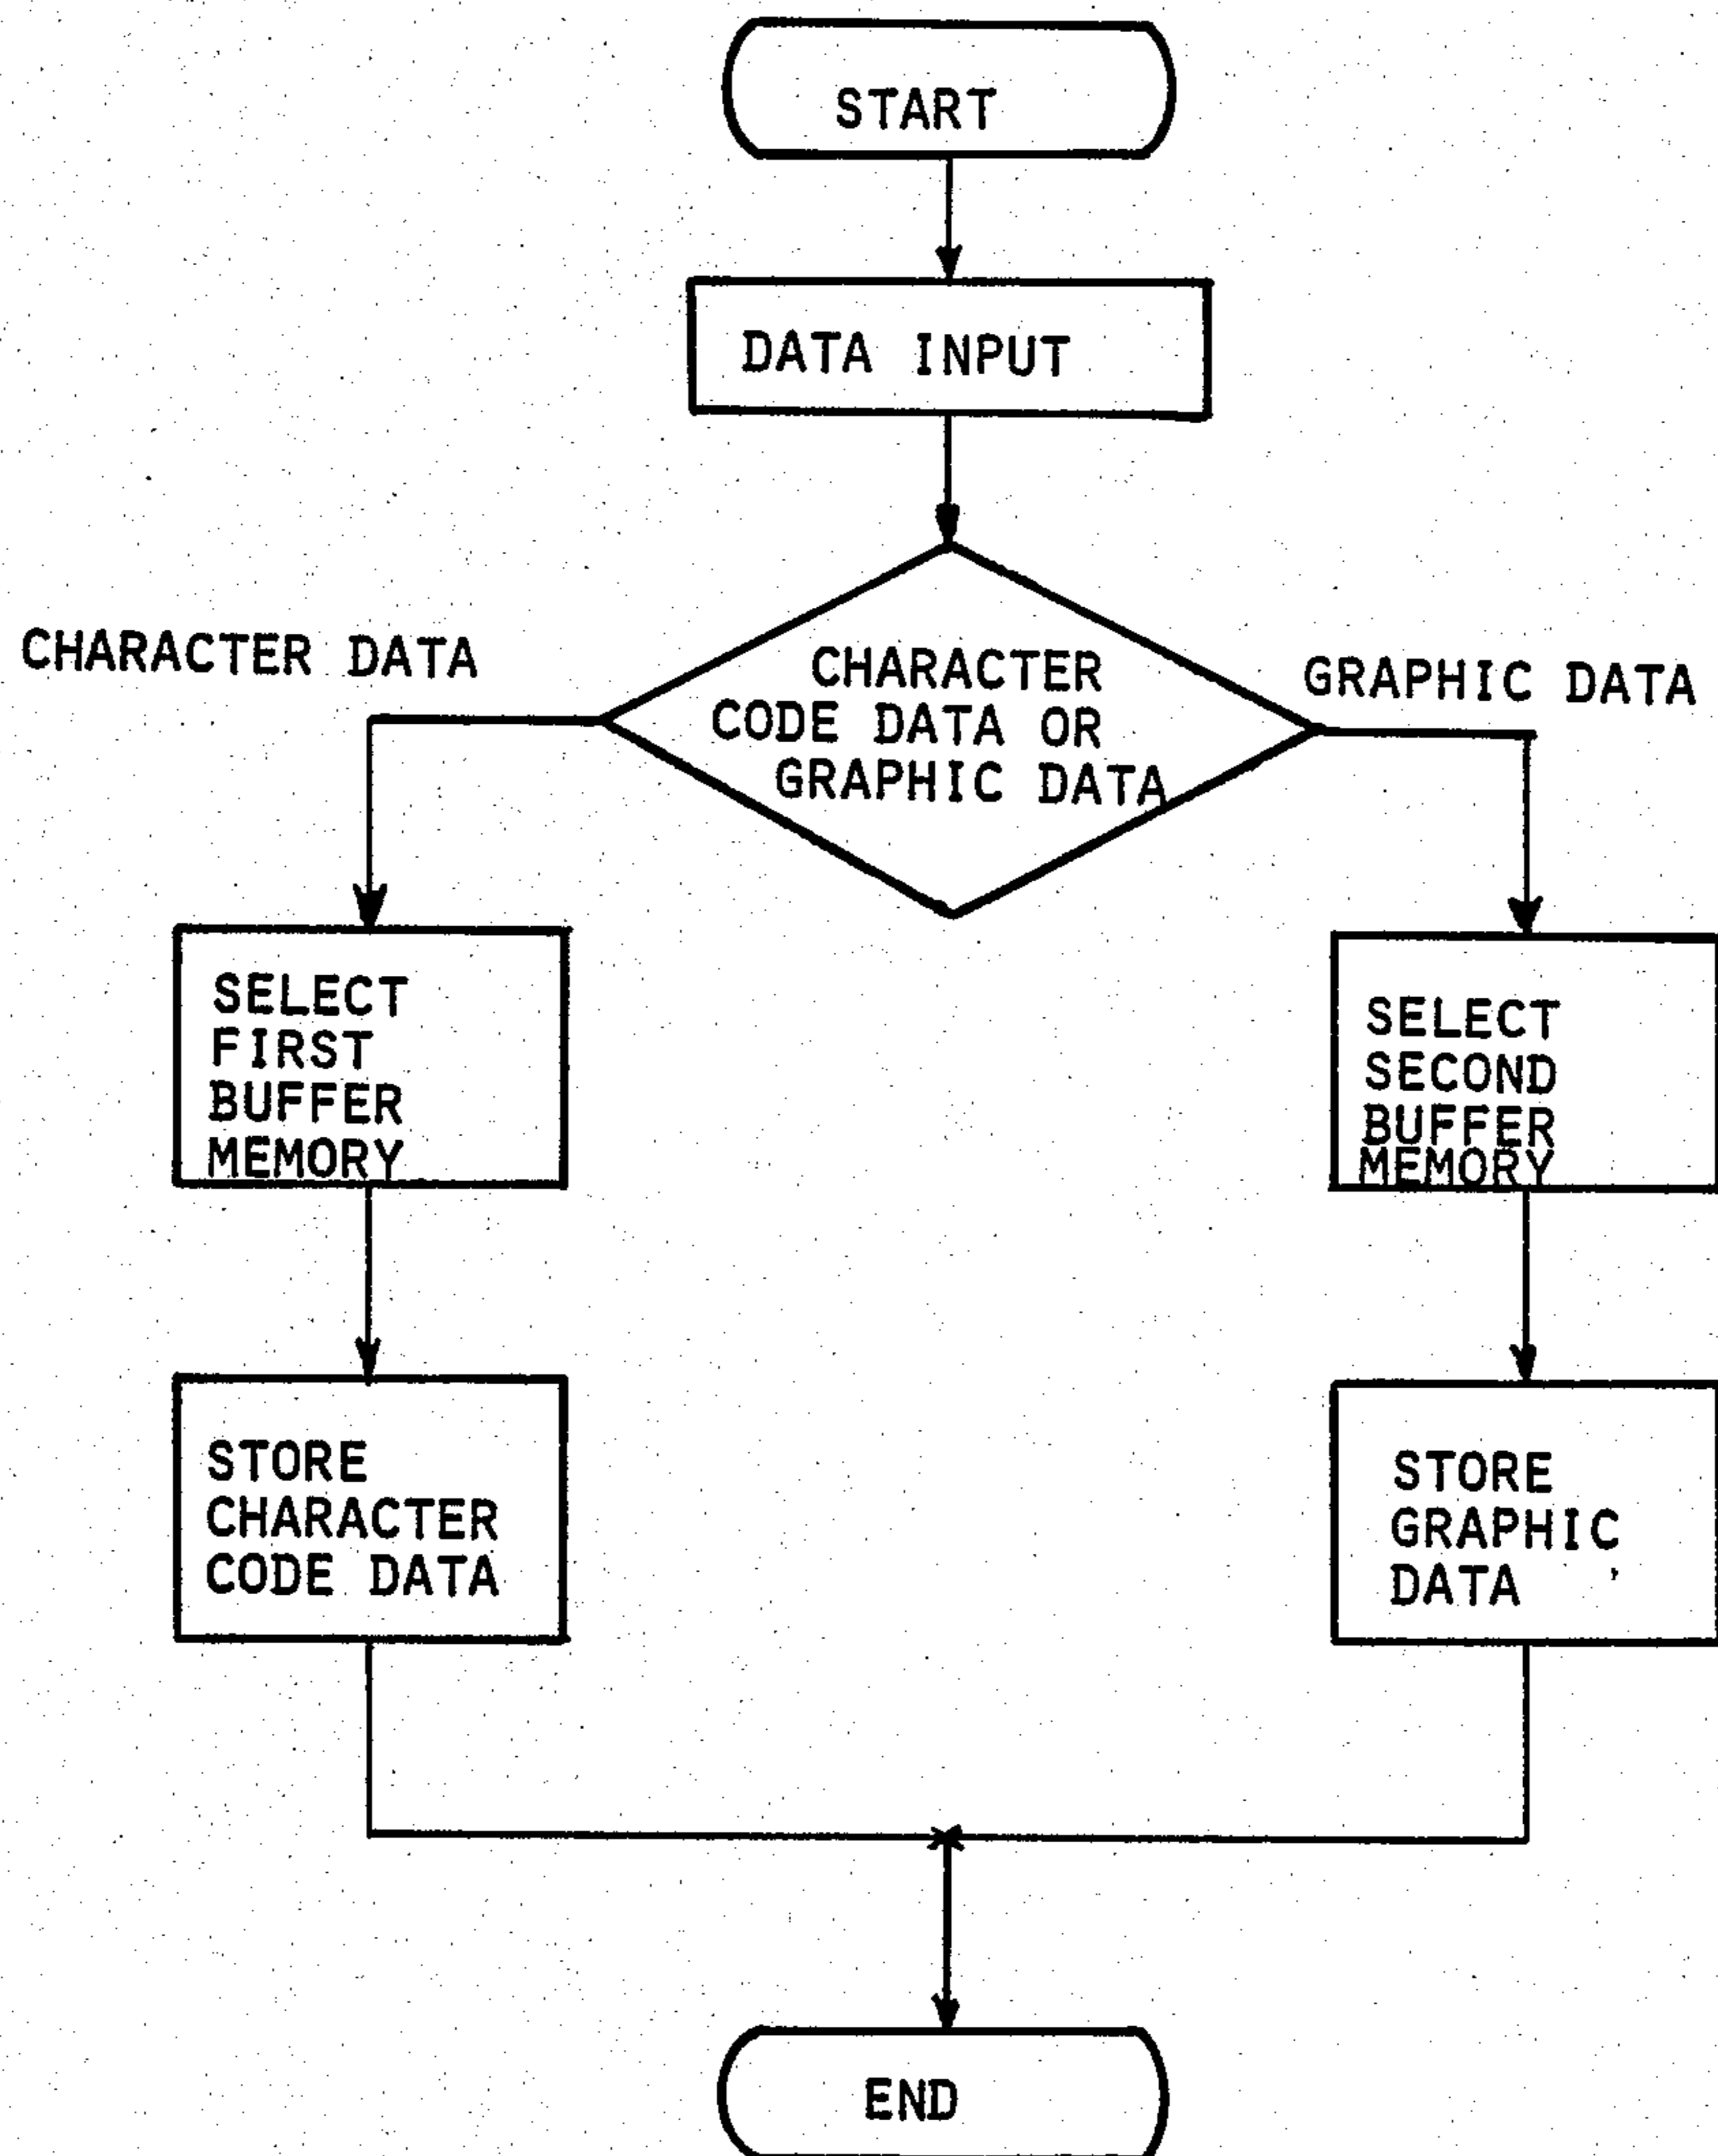 START
DATA INPUT
CHARACTER DATA
CHARACTER
CODE DATA OR
GRAPHIC DATA
GRAPHIC DATA
SELECT
FIRST
BUFFER
MEMORY
SELECT
SECOND
BUFFER
MEMORY
STORE
CHARACTER
CODE DATA
STORE
GRAPHIC
DATA
END